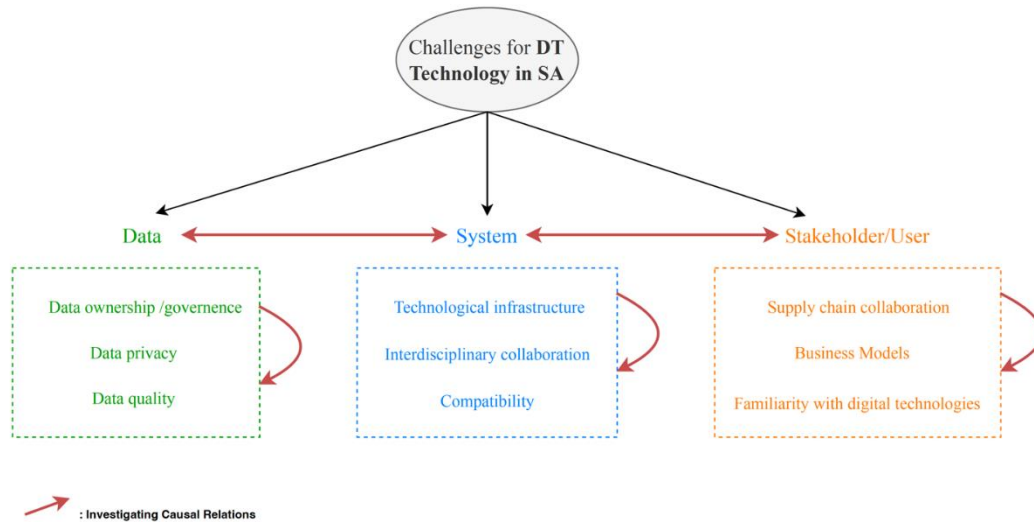 Challenges for DT
Technology in SA
Data
System
Stakeholder/User
Data ownership /governence
Data privacy
Data quality
Technological infrastructure
Interdisciplinary collaboration
Compatibility
Supply chain collaboration
Business Models
Familiarity with digital technologies
: Investigating Causal Relations